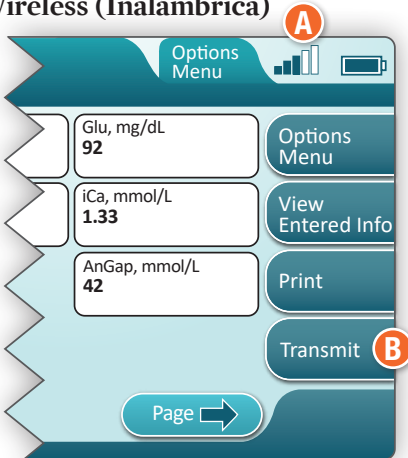 Wireless (Inalámbrica)
A
Options
Menu
Glu, mg/dL
92
Options
Menu
iCa, mmol/L
1.33
View
Entered Info
AnGap, mmol/L
42
Print
Transmit
B
Page